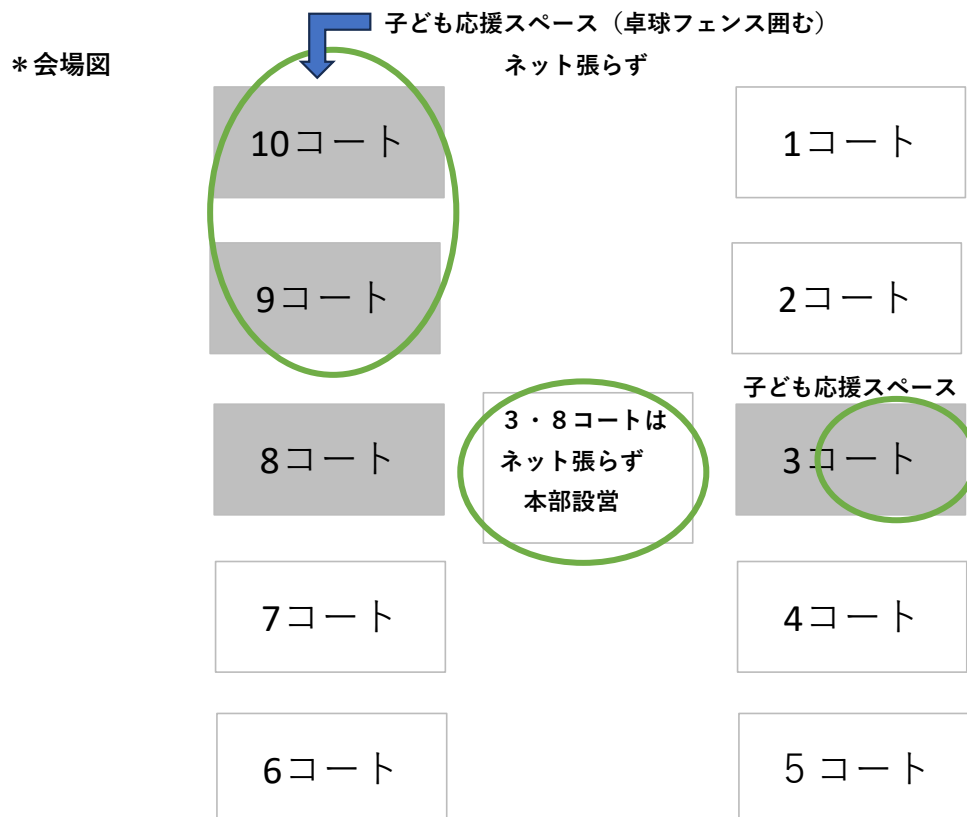 子ども応援スペース（卓球フェンス囲む）
＊会場図
ネット張らず
10コート
1コート
9コート
2コート
子ども応援スペース
8コート
３・８コートは
ネット張らず
本部設営
3コート
7コート
4コート
6コート
５コート